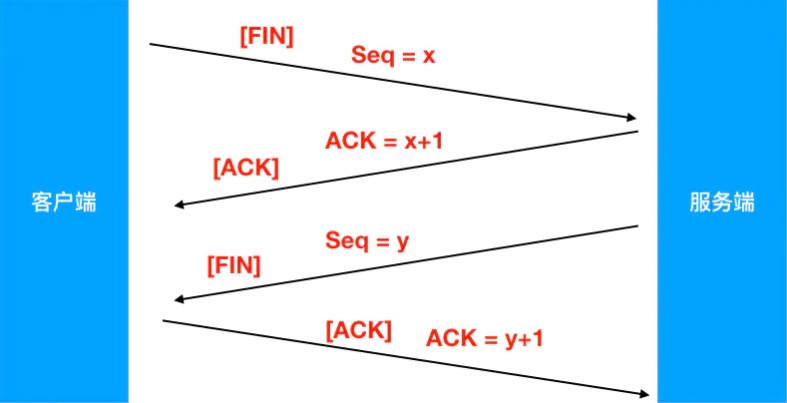 [FIN]
Seq = x
ACK = x+1
[ACK]
客户端
服务端
Seq = y
[FIN]
[ACK]
ACK = y+1